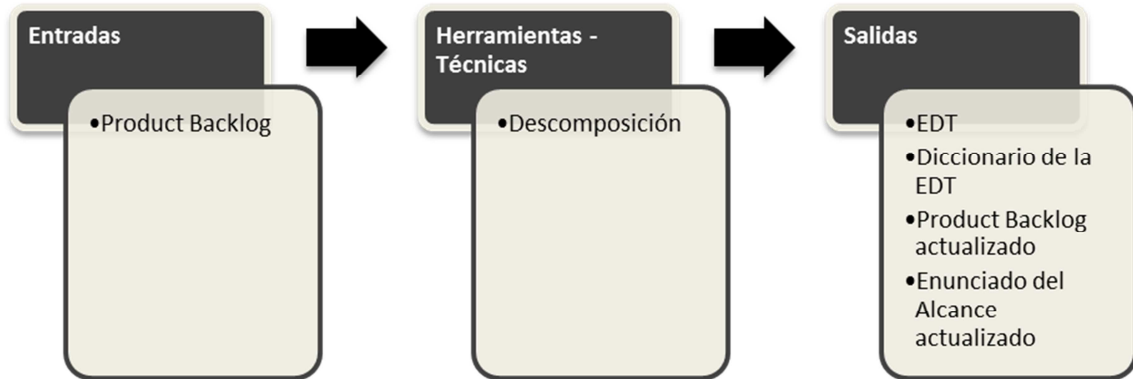 Entradas
•Product Backlog
Herramientas -
Técnicas
•Descomposición
Salidas
•EDT
•Diccionario de la
EDT
•Product Backlog
actualizado
•Enunciado del
Alcance
actualizado